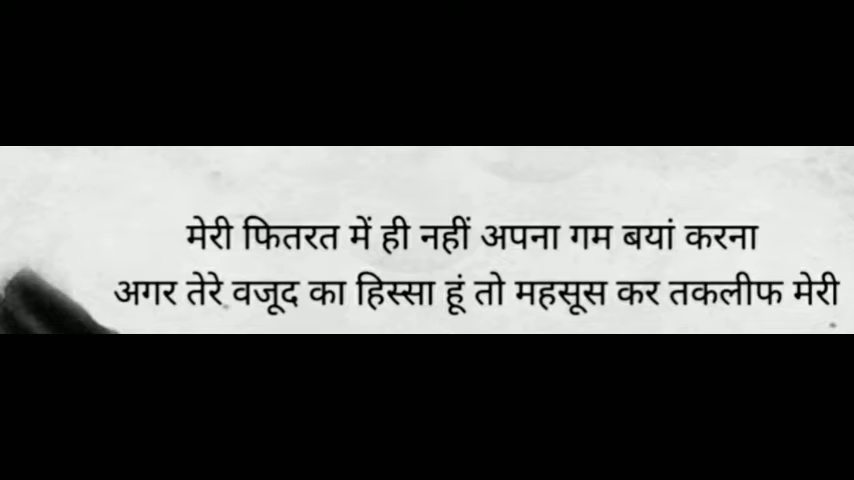 मेरी फितरत में ही नहीं अपना गम बयां करना
अगर तेरे वजूद का हिस्सा हूं तो महसूस कर तकलीफ मेरी